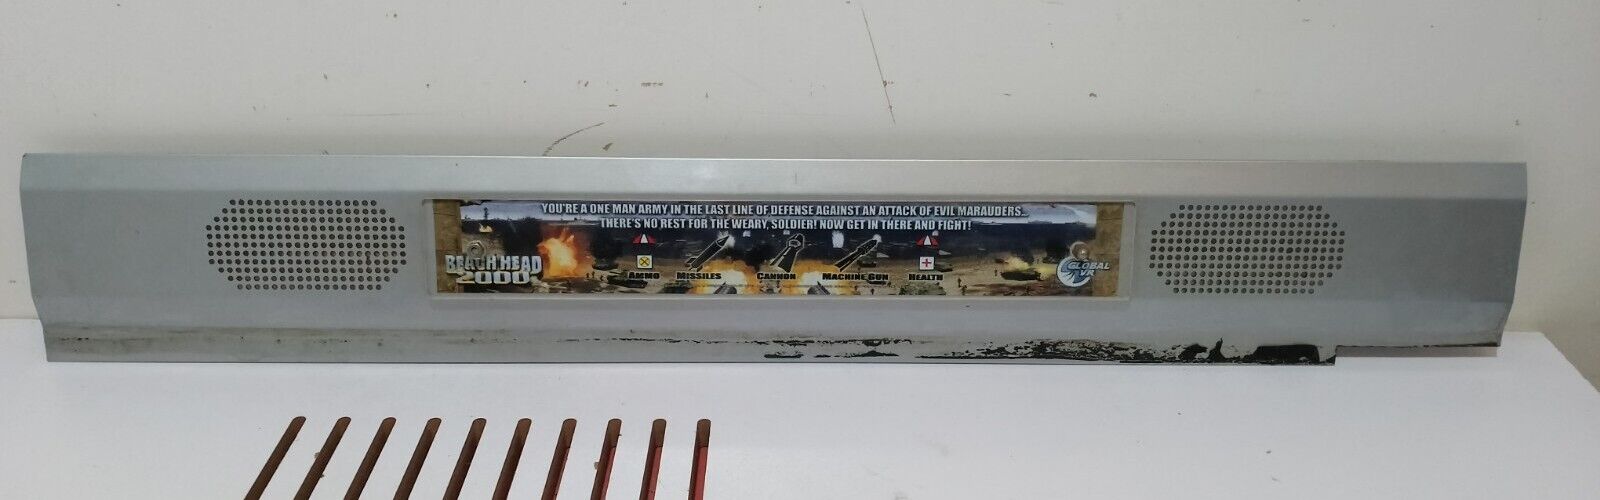 YOU'RE A ONE MAN ARMY IN THE LAST LINE OF DEFENSE AGAINST AN ATTACK OF EVIL MARAUDERS...
THERE'S NO REST FOR THE WEARY, SOLDIER! NOW GET IN THERE AND FIGHT!
BEACH HEAD
2000
AMMO MISSILES CANNON MACHINE GUN HEALTH
GLOBAL
VR